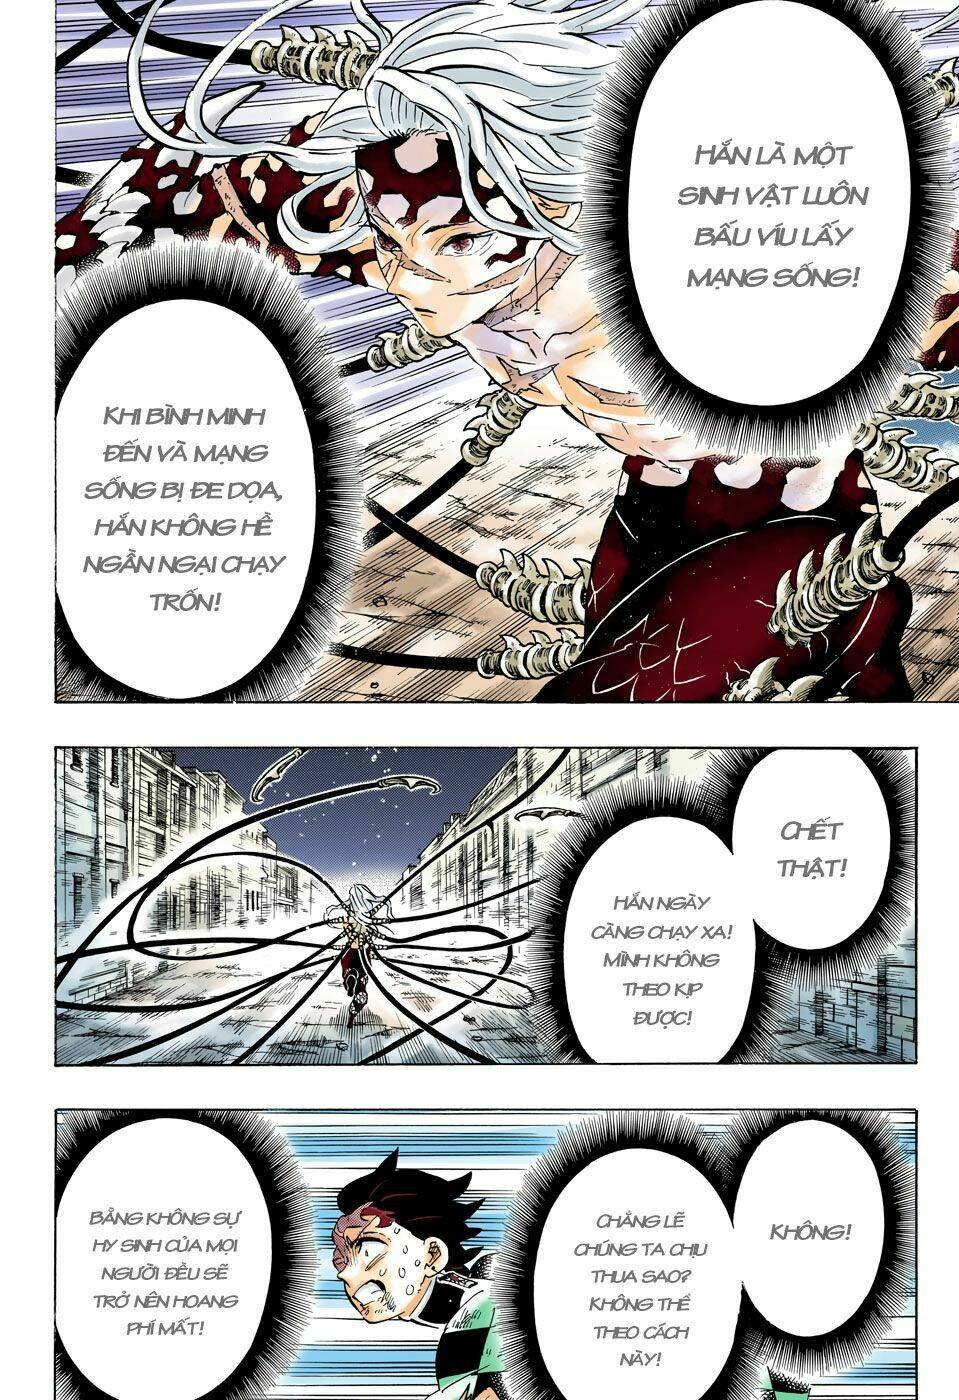 HẮN LÀ MỘT
SINH VẬT LUÔN
BẤU VÍU LẤY
MẠNG SỐNG!
KHI BÌNH MINH
ĐẾN VÀ MẠNG
SỐNG BỊ ĐE DỌA,
HẮN KHÔNG HỀ
NGẦN NGẠI CHẠY
TRỐN!
CHẾT
THẬT!
HẮN NGÀY
CÀNG CHẠY XA!
MÌNH KHÔNG
THEO KỊP
ĐƯỢC!
KHÔNG!
CHẲNG LẼ
CHÚNG TA CHỊU
THUA SAO?
KHÔNG THỂ
THEO CÁCH
NÀY!
BẰNG KHÔNG SỰ
HY SINH CỦA MỌI
NGƯỜI ĐỀU SẼ
TRỞ NÊN HOANG
PHÍ MẤT!